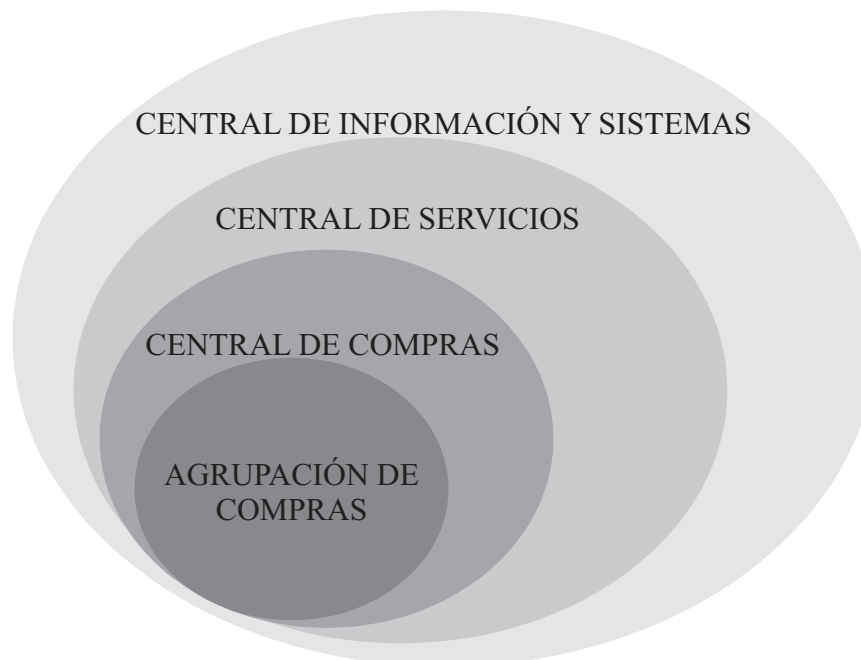 CENTRAL DE INFORMACIÓN Y SISTEMAS
CENTRAL DE SERVICIOS
CENTRAL DE COMPRAS
AGRUPACIÓN DE
COMPRAS